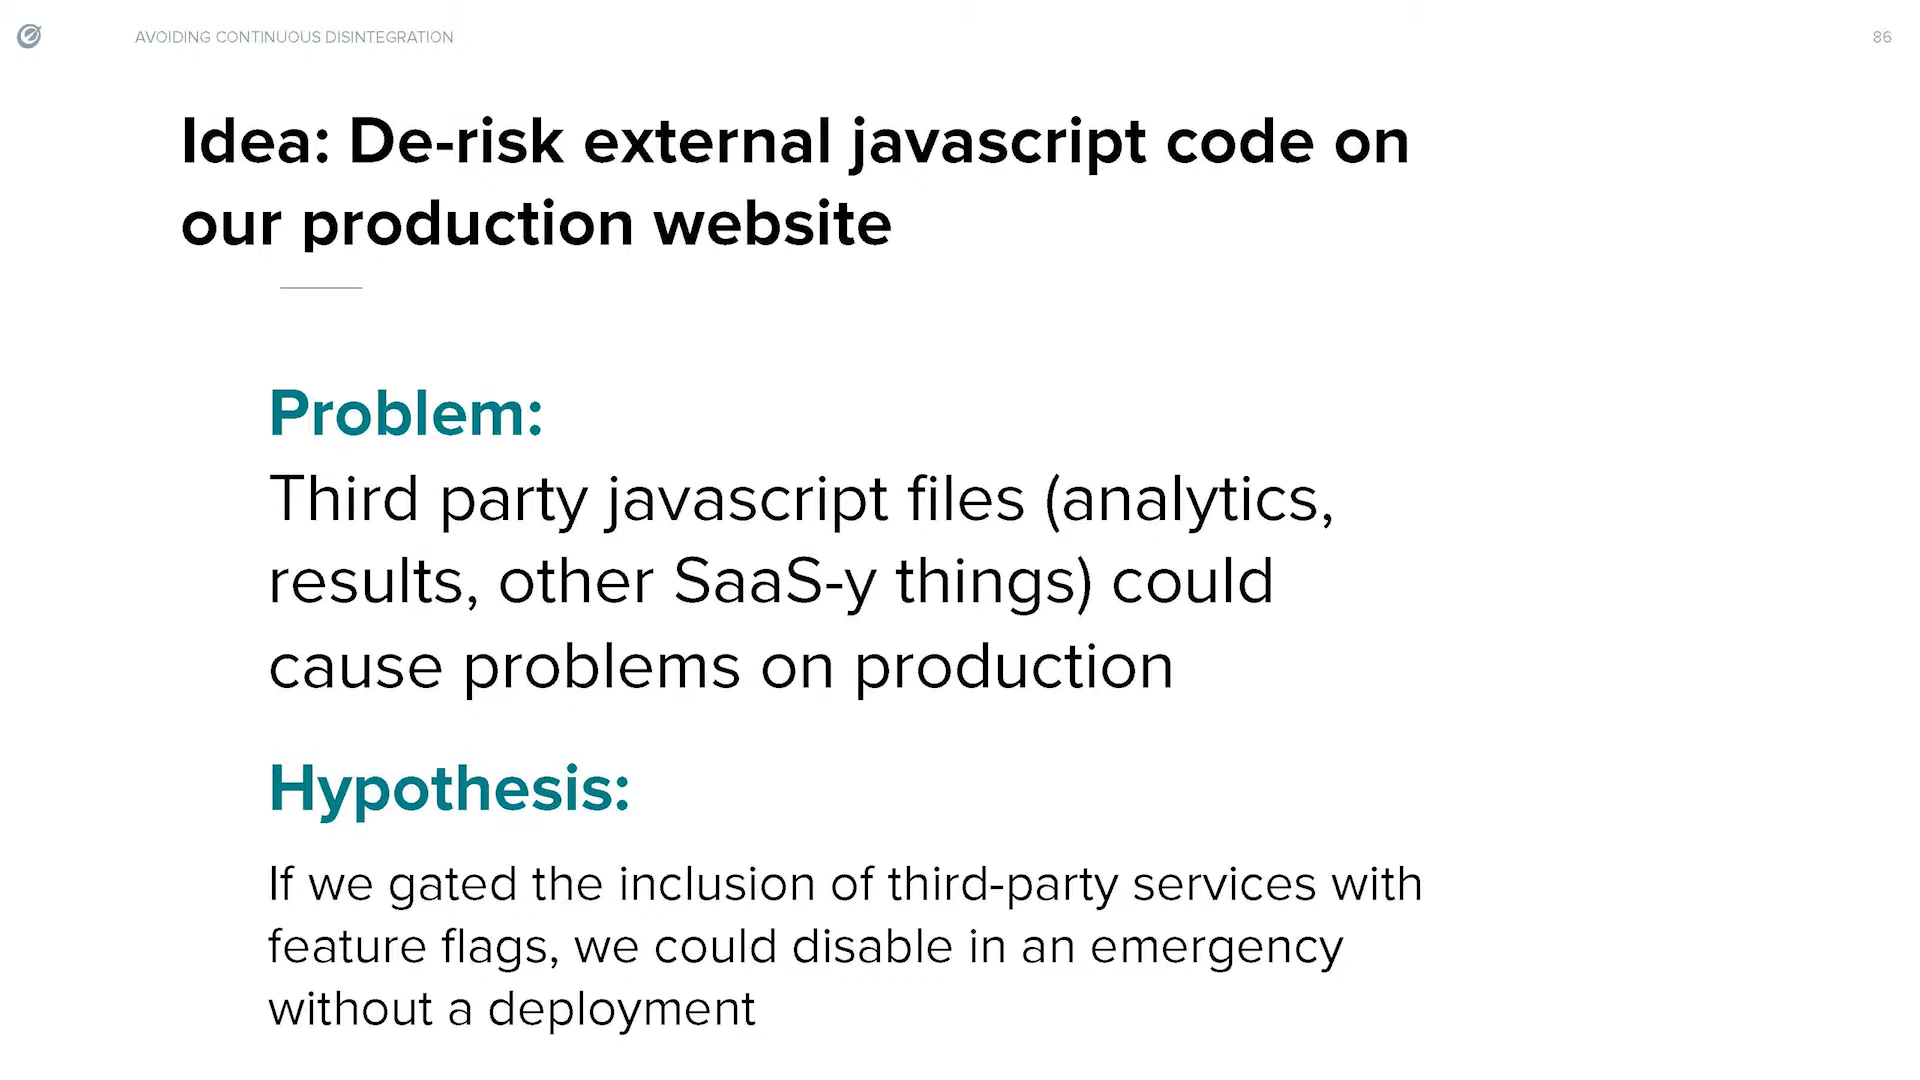 AVOIDING CONTINUOUS DISINTEGRATION
86
Idea: De-risk external javascript code on
our production website
Problem:
Third party javascript files (analytics,
results, other SaaS-y things) could
cause problems on production
Hypothesis:
If we gated the inclusion of third-party services with
feature flags, we could disable in an emergency
without a deployment